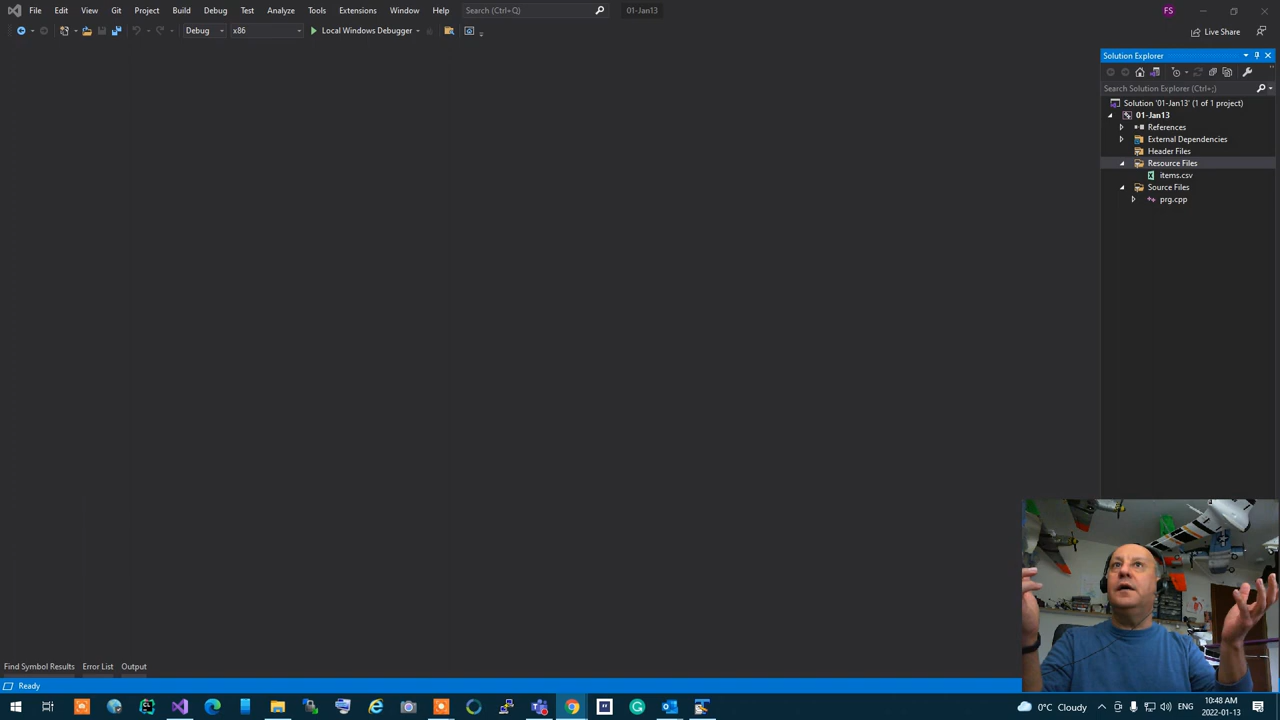 File Edit View Git Project Build Debug Test Analyze Tools Extensions Window Help Search (Ctrl+Q) 01-Jan13 FS
Debug x86 Local Windows Debugger Live Share
Solution Explorer
Search Solution Explorer (Ctrl+;)
Solution '01-Jan13' (1 of 1 project)
01-Jan13
References
External Dependencies
Header Files
Resource Files
items.csv
Source Files
prg.cpp
Find Symbol Results Error List Output
Ready
0°C Cloudy ENG 10:48 AM
2022-01-13